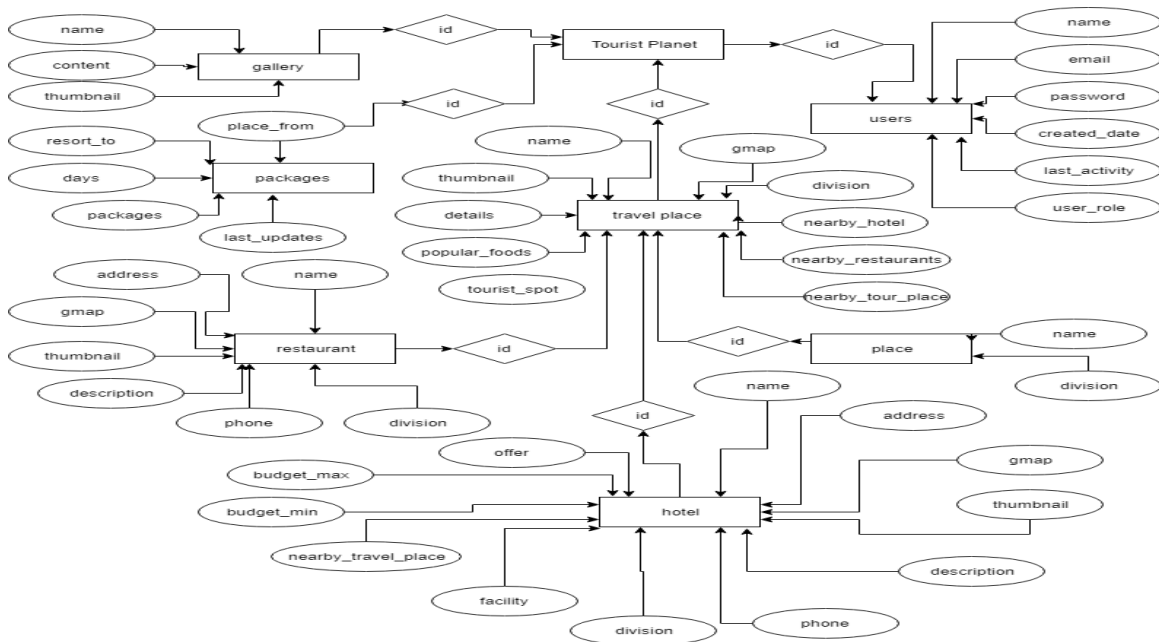 name
id
Tourist Planet
id
name
content
gallery
email
thumbnail
id
id
password
place_from
users
created_date
resort_to
name
gmap
days
packages
thumbnail
division
last_activity
packages
details
travel place
nearby_hotel
user_role
last_updates
popular_foods
nearby_restaurants
address
name
tourist_spot
nearby_tour_place
gmap
thumbnail
restaurant
id
id
place
name
description
name
division
phone
division
id
address
offer
budget_max
gmap
budget_min
hotel
thumbnail
nearby_travel_place
description
facility
division
phone